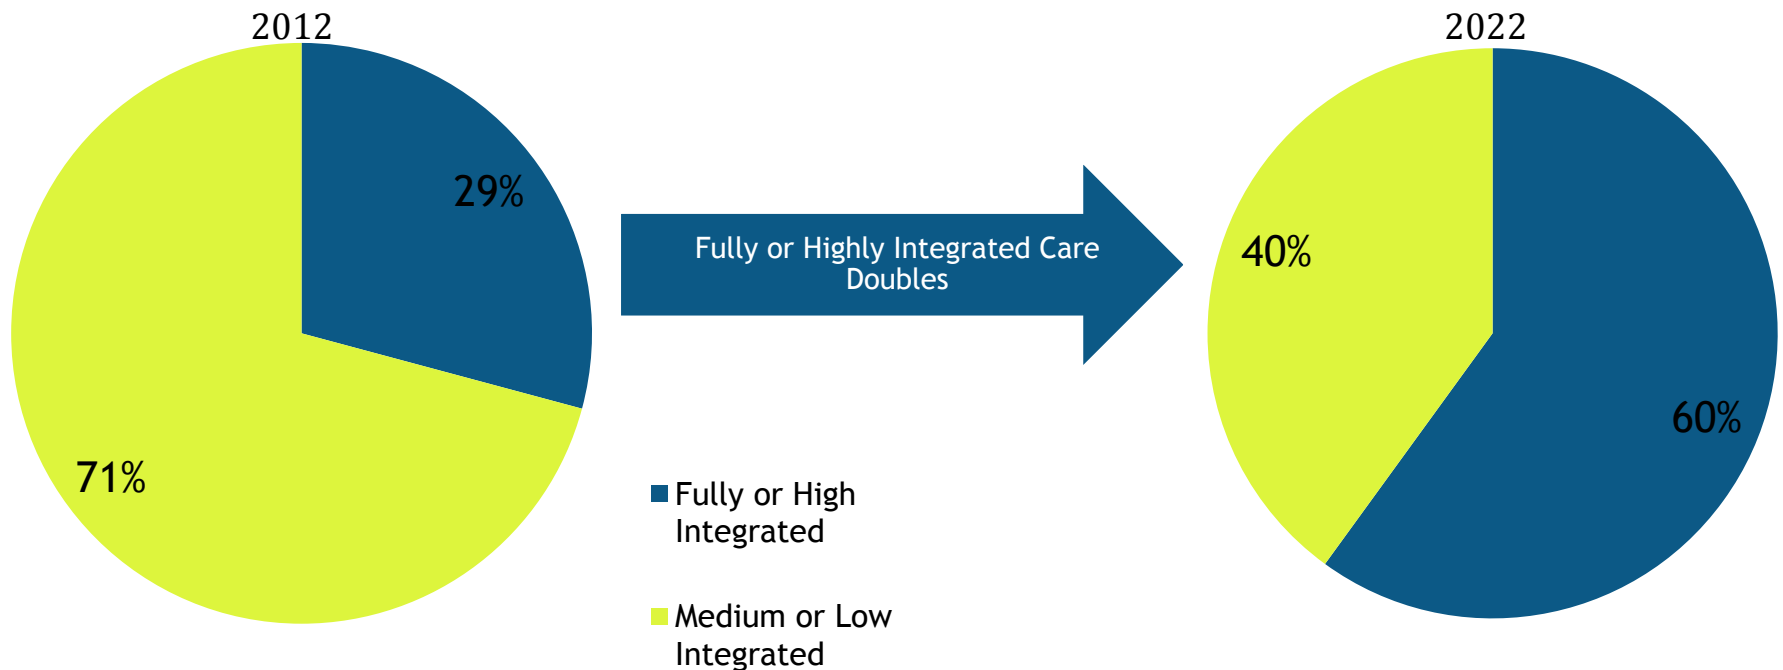 2012
29%
71%
Fully or Highly Integrated Care
Doubles
Fully or High
Integrated
Medium or Low
Integrated
2022
40%
60%